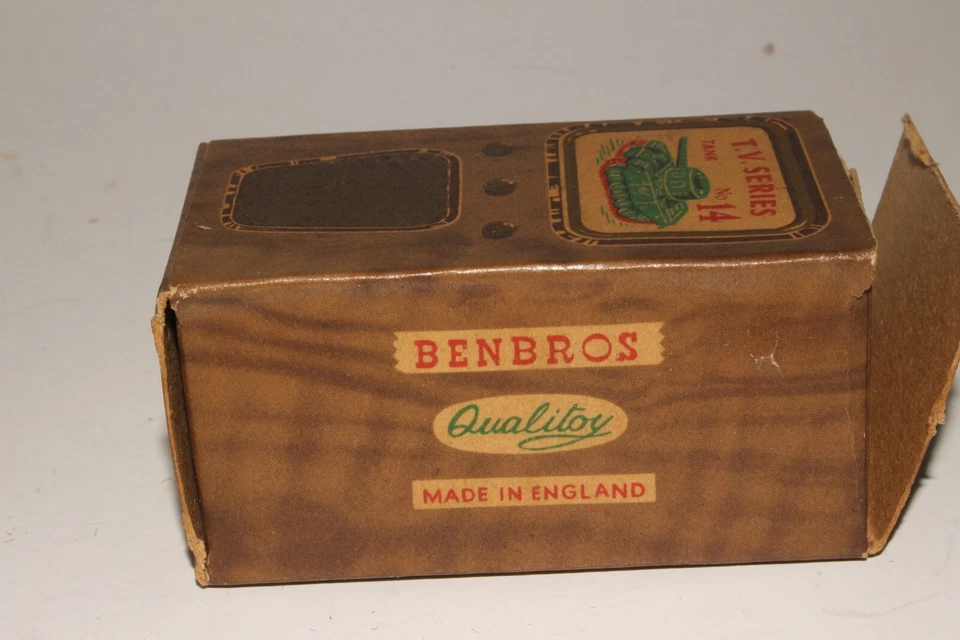 T.V. SERIES
No 14
TANK
BENBROS
Qualitoy
MADE IN ENGLAND